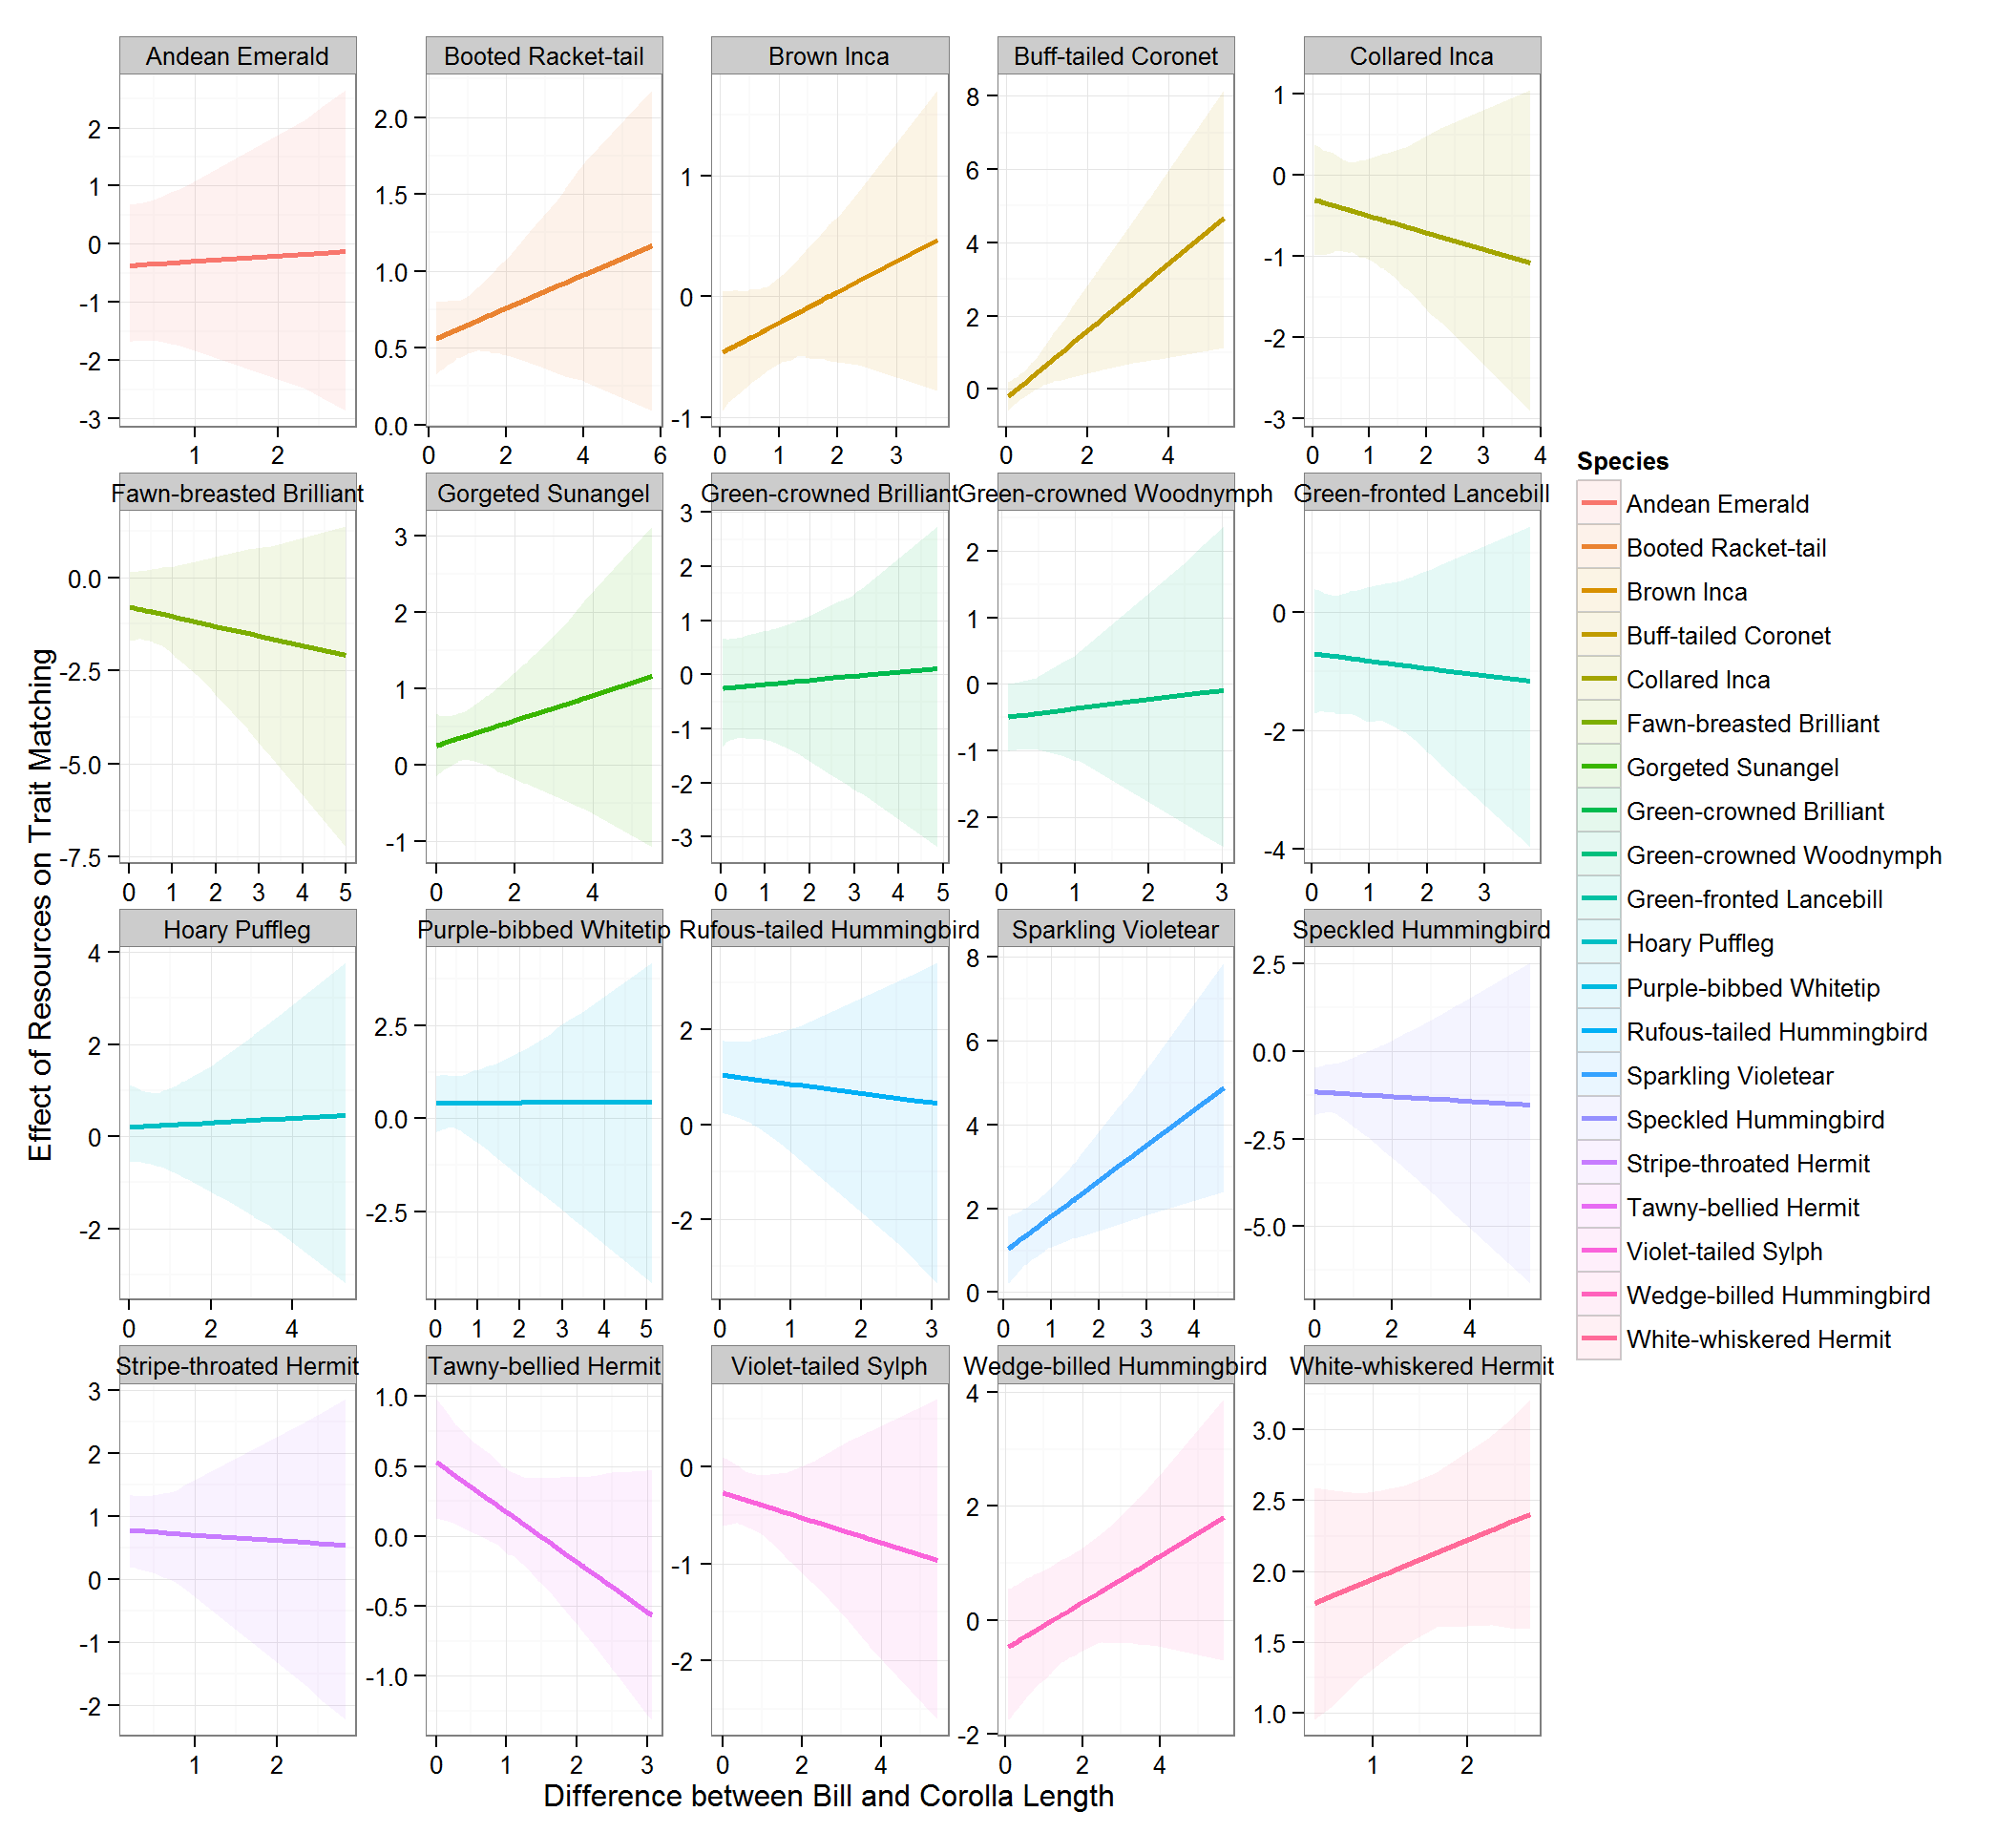 Andean Emerald
Booted Racket-tail
Brown Inca
Buff-tailed Coronet
Collared Inca
2
1
0
-1
-2
-3
1 2
2.0
1.5
1.0
0.5
0.0
0 2 4 6
1
0
-1
0 1 2 3
8
6
4
2
0
0 2 4
1
0
-1
-2
-3
0 1 2 3 4
Fawn-breasted Brilliant
Gorgeted Sunangel
Green-crowned Brilliant
Green-crowned Woodnymph
Green-fronted Lancebill
0.0
-2.5
-5.0
-7.5
0 1 2 3 4 5
3
2
1
0
-1
0 2 4
3
2
1
0
-1
-2
-3
0 1 2 3 4 5
2
1
0
-1
-2
0 1 2 3
0
-2
-4
0 1 2 3
Hoary Puffleg
Purple-bibbed Whitetip
Rufous-tailed Hummingbird
Sparkling Violetear
Speckled Hummingbird
4
2
0
-2
0 2 4
2.5
0.0
-2.5
0 1 2 3 4 5
2
0
-2
0 1 2 3
8
6
4
2
0
0 1 2 3 4
2.5
0.0
-2.5
-5.0
0 2 4
Stripe-throated Hermit
Tawny-bellied Hermit
Violet-tailed Sylph
Wedge-billed Hummingbird
White-whiskered Hermit
3
2
1
0
-1
-2
1 2
1.0
0.5
0.0
-0.5
-1.0
0 1 2 3
0
-1
-2
0 2 4
4
2
0
-2
0 2 4
3.0
2.5
2.0
1.5
1.0
1 2
Effect of Resources on Trait Matching
Difference between Bill and Corolla Length
Species
Andean Emerald
Booted Racket-tail
Brown Inca
Buff-tailed Coronet
Collared Inca
Fawn-breasted Brilliant
Gorgeted Sunangel
Green-crowned Brilliant
Green-crowned Woodnymph
Green-fronted Lancebill
Hoary Puffleg
Purple-bibbed Whitetip
Rufous-tailed Hummingbird
Sparkling Violetear
Speckled Hummingbird
Stripe-throated Hermit
Tawny-bellied Hermit
Violet-tailed Sylph
Wedge-billed Hummingbird
White-whiskered Hermit